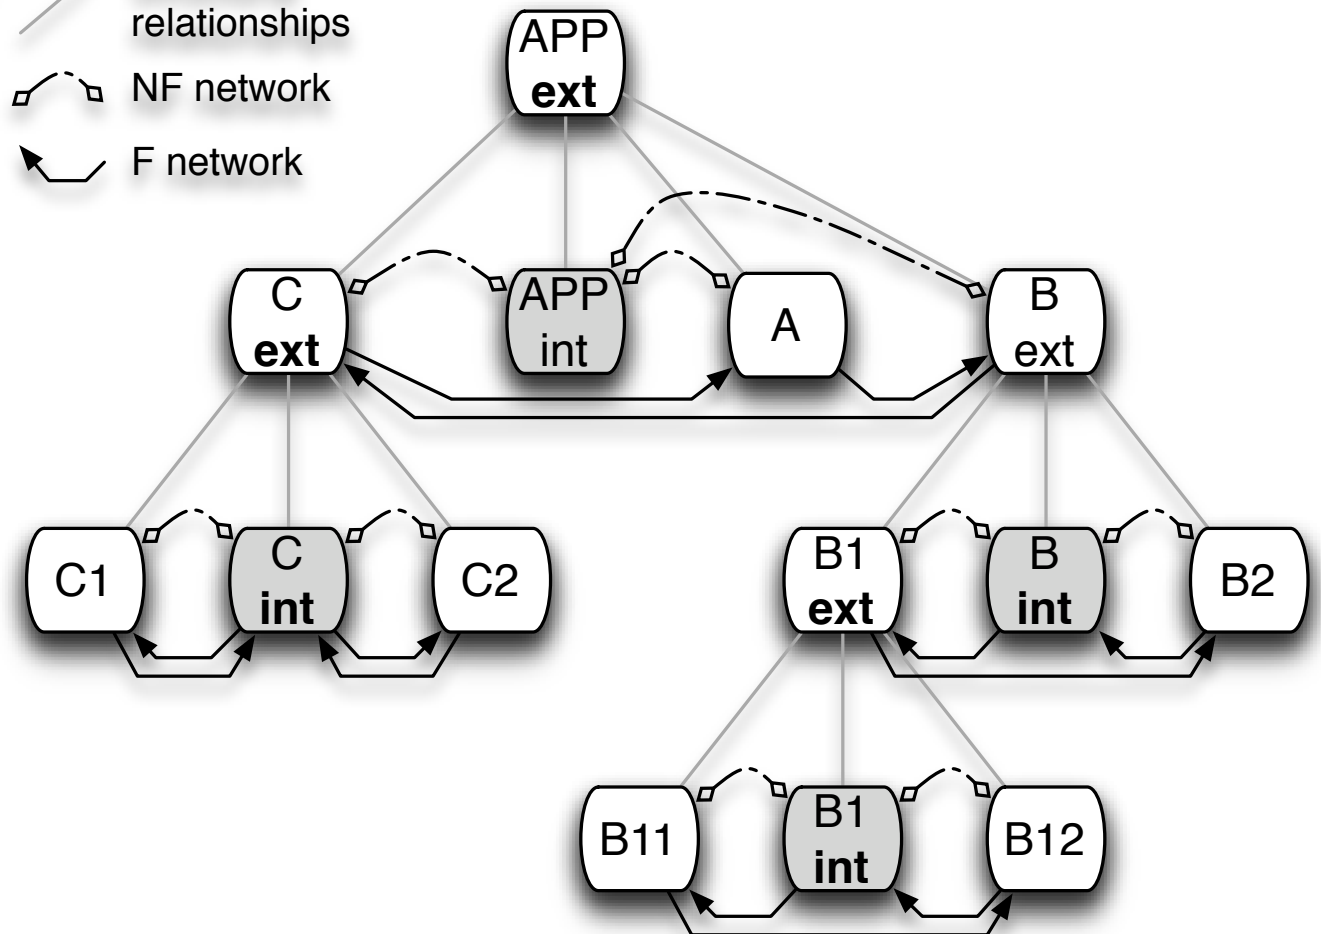 relationships
NF network
F network
APP
ext
C
ext
APP
int
A
B
ext
C1
C
int
C2
B1
ext
B
int
B2
B11
B1
int
B12